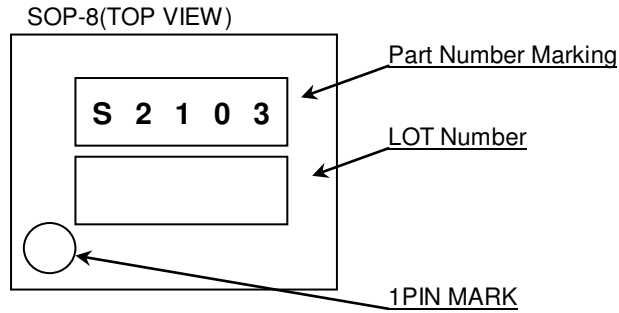 SOP-8(TOP VIEW)
Part Number Marking
S 2 1 0 3
LOT Number
1PIN MARK